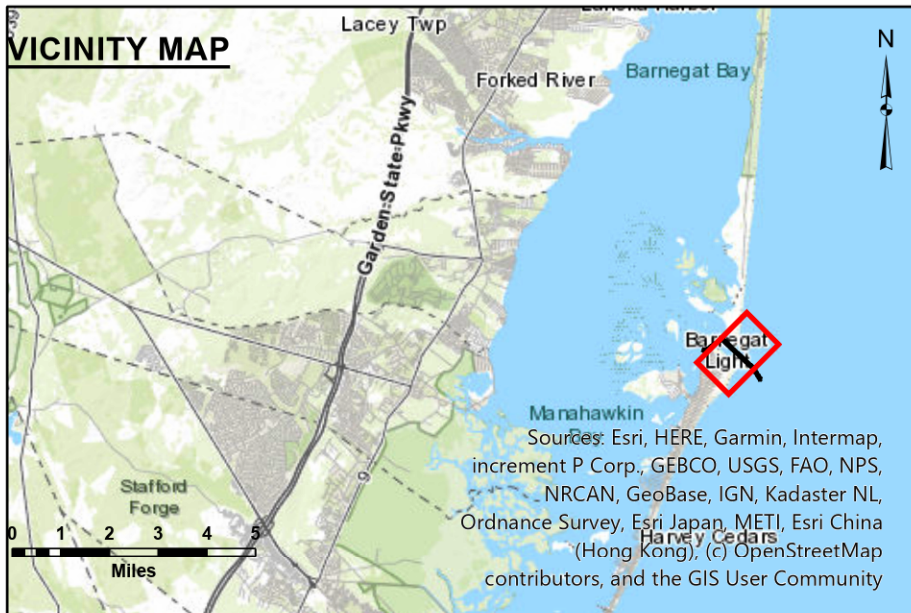 Lacey Twp
VICINITY MAP
N
Barnegat Bay
Forked River
Garden State Pkwy
Barnegat
Light
Manahawkin
Bay
Sources: Esri, HERE, Garmin, Intermap,
increment P Corp., GEBCO, USGS, FAO, NPS,
NRCAN, GeoBase, IGN, Kadaster NL,
Ordnance Survey, Esri Japan, METI, Esri China
(Hong Kong), (c) OpenStreetMap
contributors, and the GIS User Community
9
Stafford
Forge
Harvey Cedars
0 1 2 3 4 5
Miles